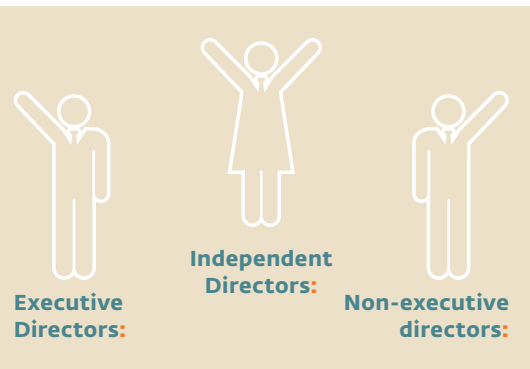 Independent
Directors:
Executive
Directors:
Non-executive
directors: